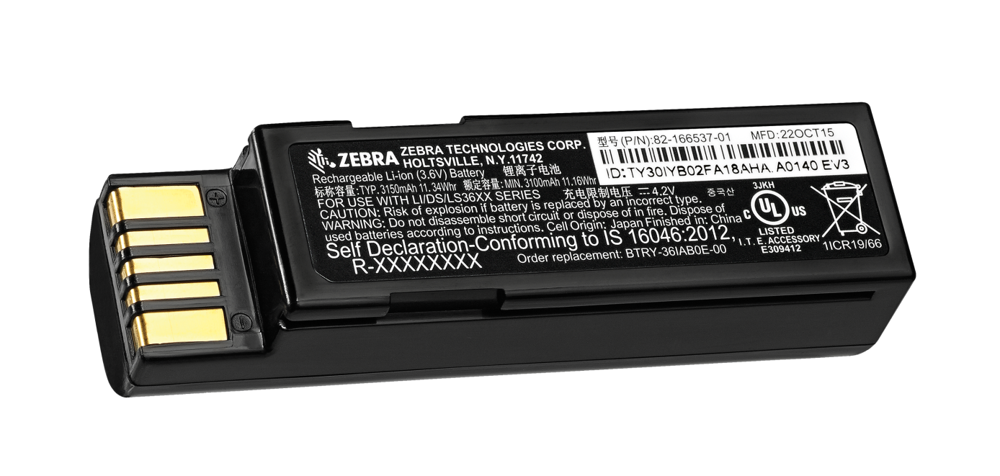 ZEBRA
ZEBRA TECHNOLOGIES CORP.
HOLTSVILLE, N.Y.11742
Rechargeable Li-ion (3.6V) Battery 锂离子电池
标称容量:TYP. 3150mAh 11.34Whr 额定容量:MIN. 3100mAh 11.16Whr
FOR USE WITH LI/DS/LS36XX SERIES 充电限制电压 ⎓ 4.2V
CAUTION: Risk of explosion if battery is replaced by an incorrect type.
WARNING: Do not disassemble short circuit or dispose of in fire. Dispose of
used batteries according to instructions. Cell Origin: Japan Finished in: China
Self Declaration-Conforming to IS 16046:2012,
R-XXXXXXXX
Order replacement: BTRY-36IAB0E-00
型号(P/N):82-166537-01 MFD:22OCT15
ID:TY30IYB02FA18AHA. A0140 EV3
중국산
3JKH
C UL US
LISTED
I.T.E. ACCESSORY
E309412
1ICR19/66
+
-